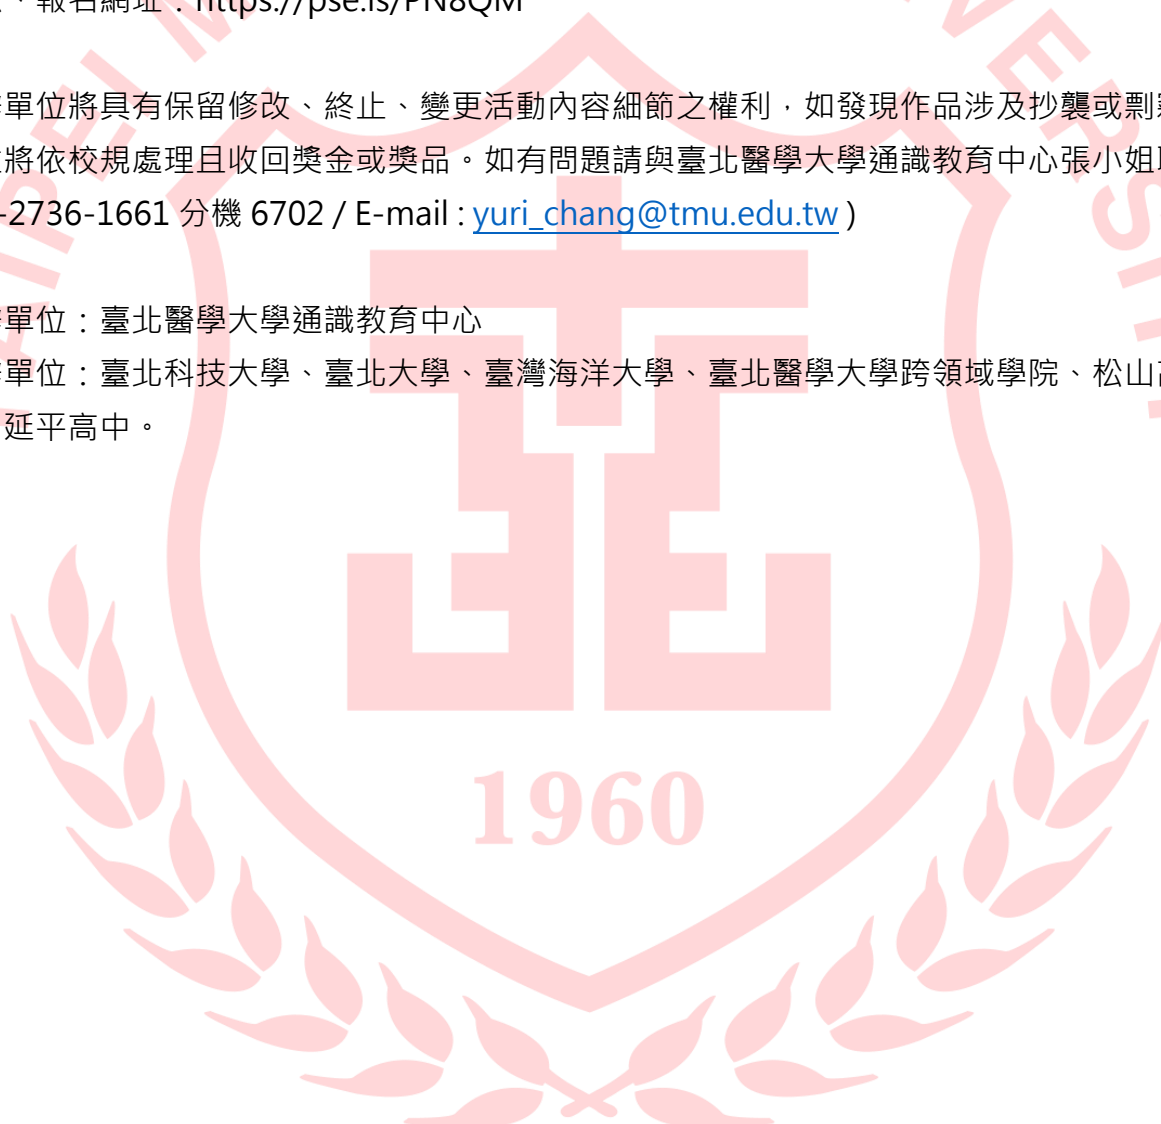 、報名網址：https://pse.is/PN8QM
單位將具有保留修改、終止、變更活動內容細節之權利，如發現作品涉及抄襲或剽
將依校規處理且收回獎金或獎品。如有問題請與臺北醫學大學通識教育中心張小姐
-2736-1661 分機 6702 / E-mail : yuri_chang@tmu.edu.tw )
單位：臺北醫學大學通識教育中心
單位：臺北科技大學、臺北大學、臺灣海洋大學、臺北醫學大學跨領域學院、松山
延平高中。
1960